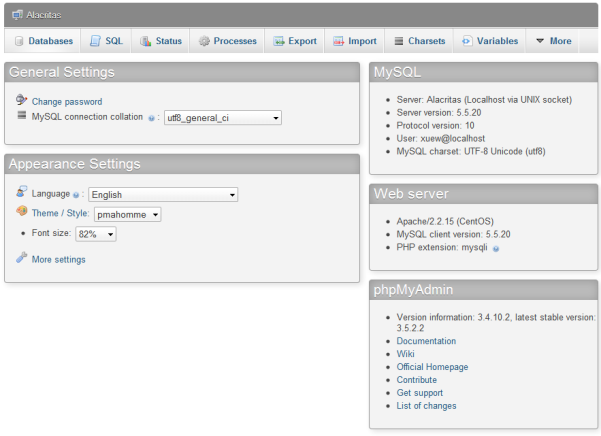 Alacritas
Databases SQL Status Processes Export Import Charsets Variables More
General Settings
Change password
MySQL connection collation : utf8_general_ci
Appearance Settings
Language : English
Theme / Style: pmahomme
Font size: 82%
More settings
MySQL
Server: Alacritas (Localhost via UNIX socket)
Server version: 5.5.20
Protocol version: 10
User: xuew@localhost
MySQL charset: UTF-8 Unicode (utf8)
Web server
Apache/2.2.15 (CentOS)
MySQL client version: 5.5.20
PHP extension: mysqli
phpMyAdmin
Version information: 3.4.10.2, latest stable version:
3.5.2.2
Documentation
Wiki
Official Homepage
Contribute
Get support
List of changes